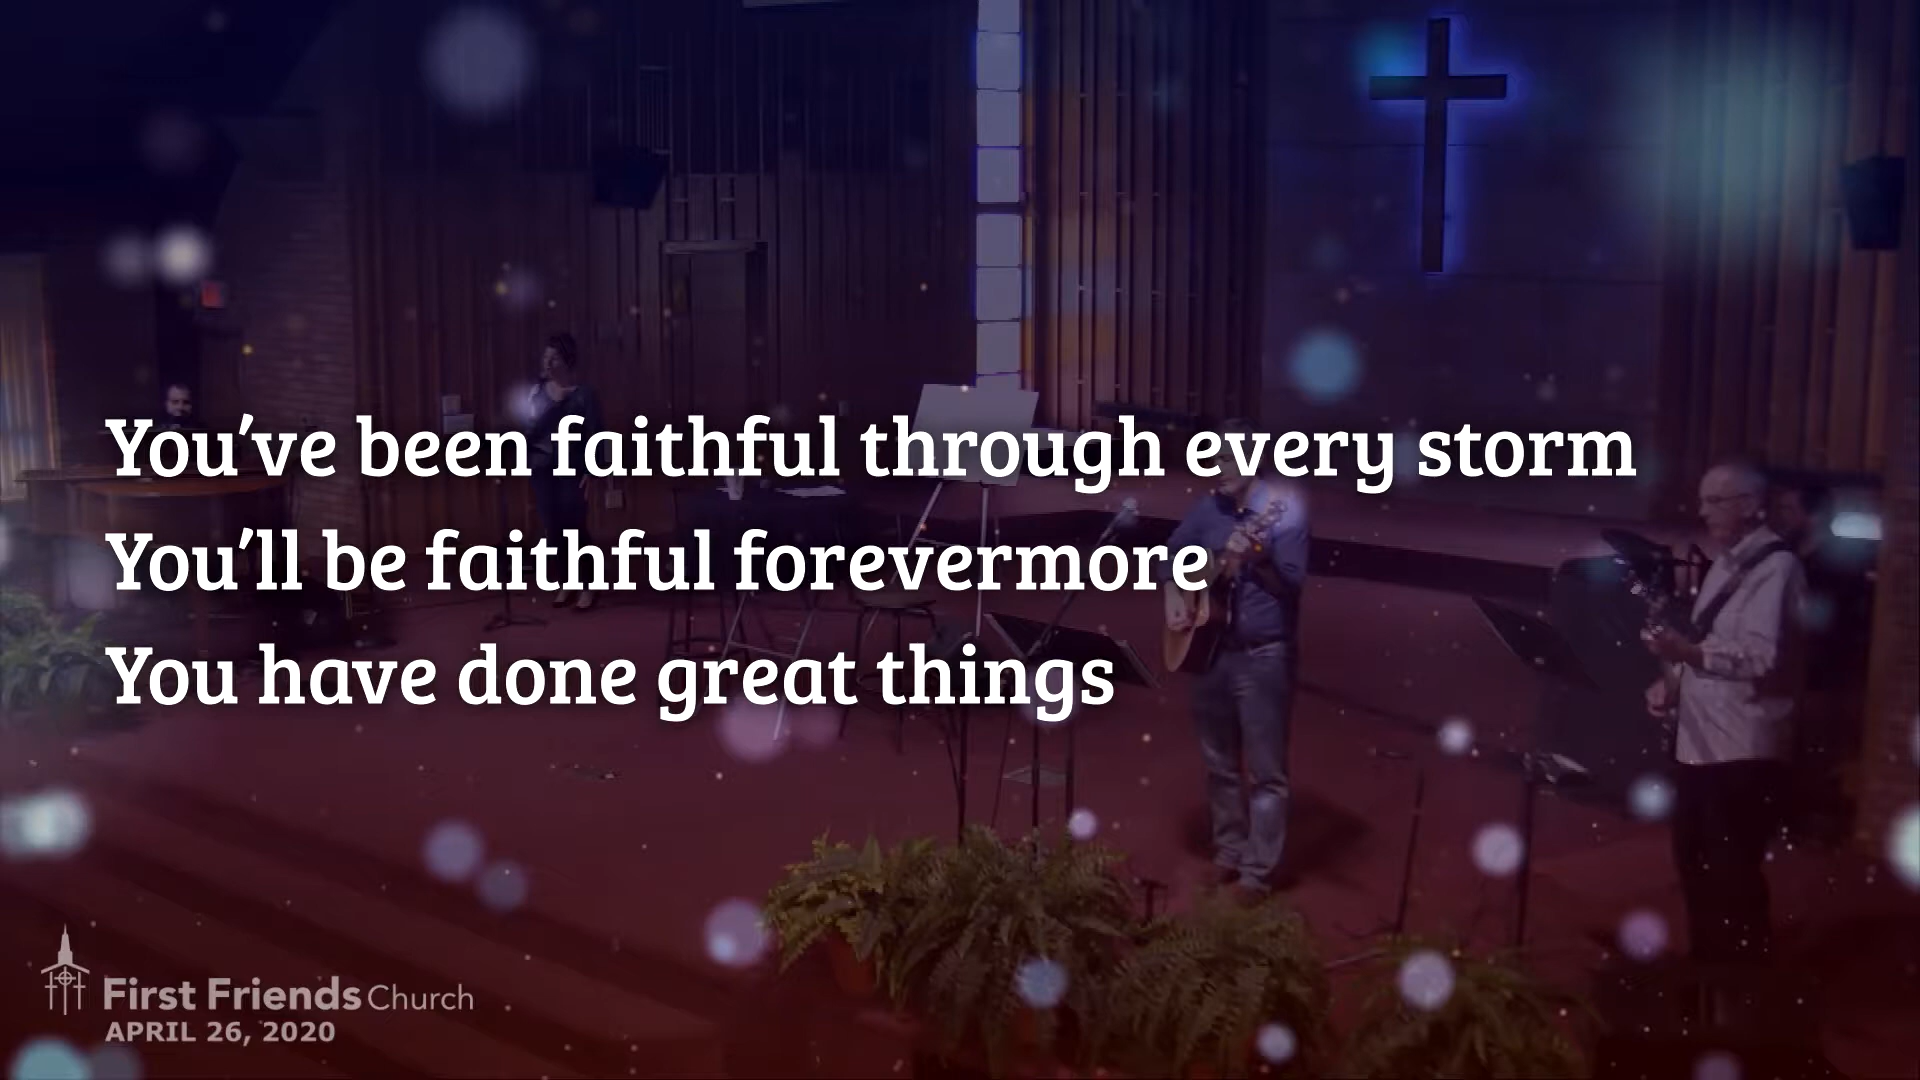 You’ve been faithful through every storm
You’ll be faithful forevermore
You have done great things
First Friends Church
APRIL 26, 2020